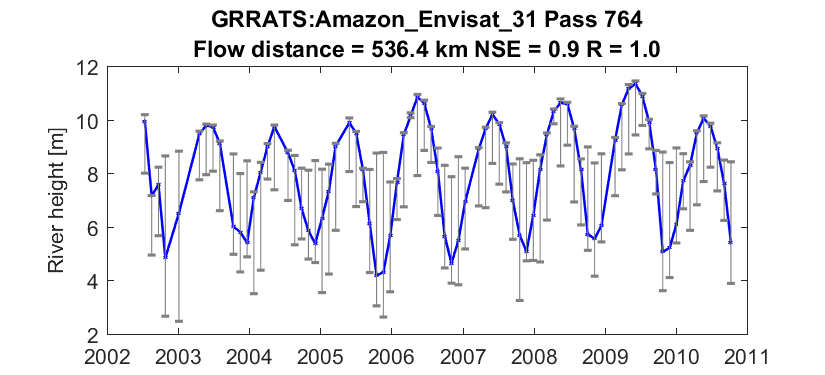 GRRATS:Amazon_Envisat_31 Pass 764
Flow distance = 536.4 km NSE = 0.9 R = 1.0
River height [m]
12
10
8
6
4
2
2002 2003 2004 2005 2006 2007 2008 2009 2010 2011